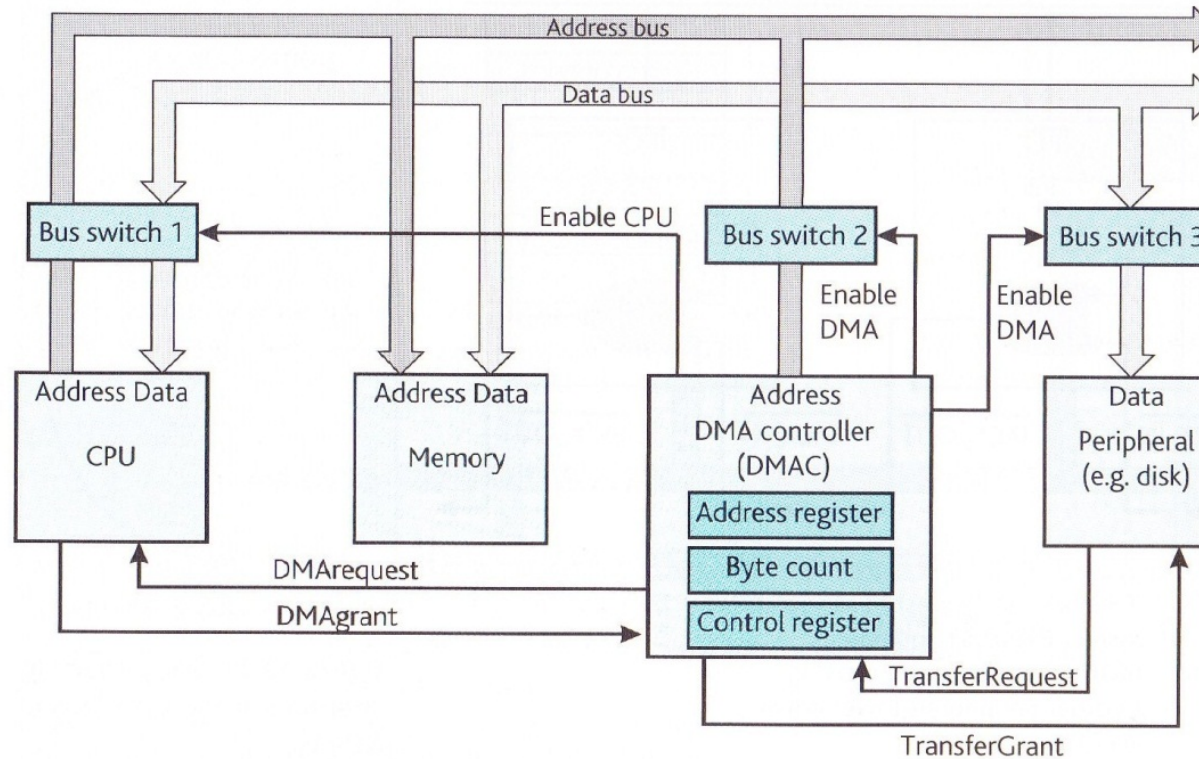 Address bus
Data bus
Bus switch 1
Enable CPU
Bus switch 2
Bus switch 3
Enable
DMA
Enable
DMA
Address Data
CPU
Address Data
Memory
Address
DMA controller
(DMAC)
Address register
Byte count
Control register
Data
Peripheral
(e.g. disk)
DMArequest
DMAgrant
TransferRequest
TransferGrant